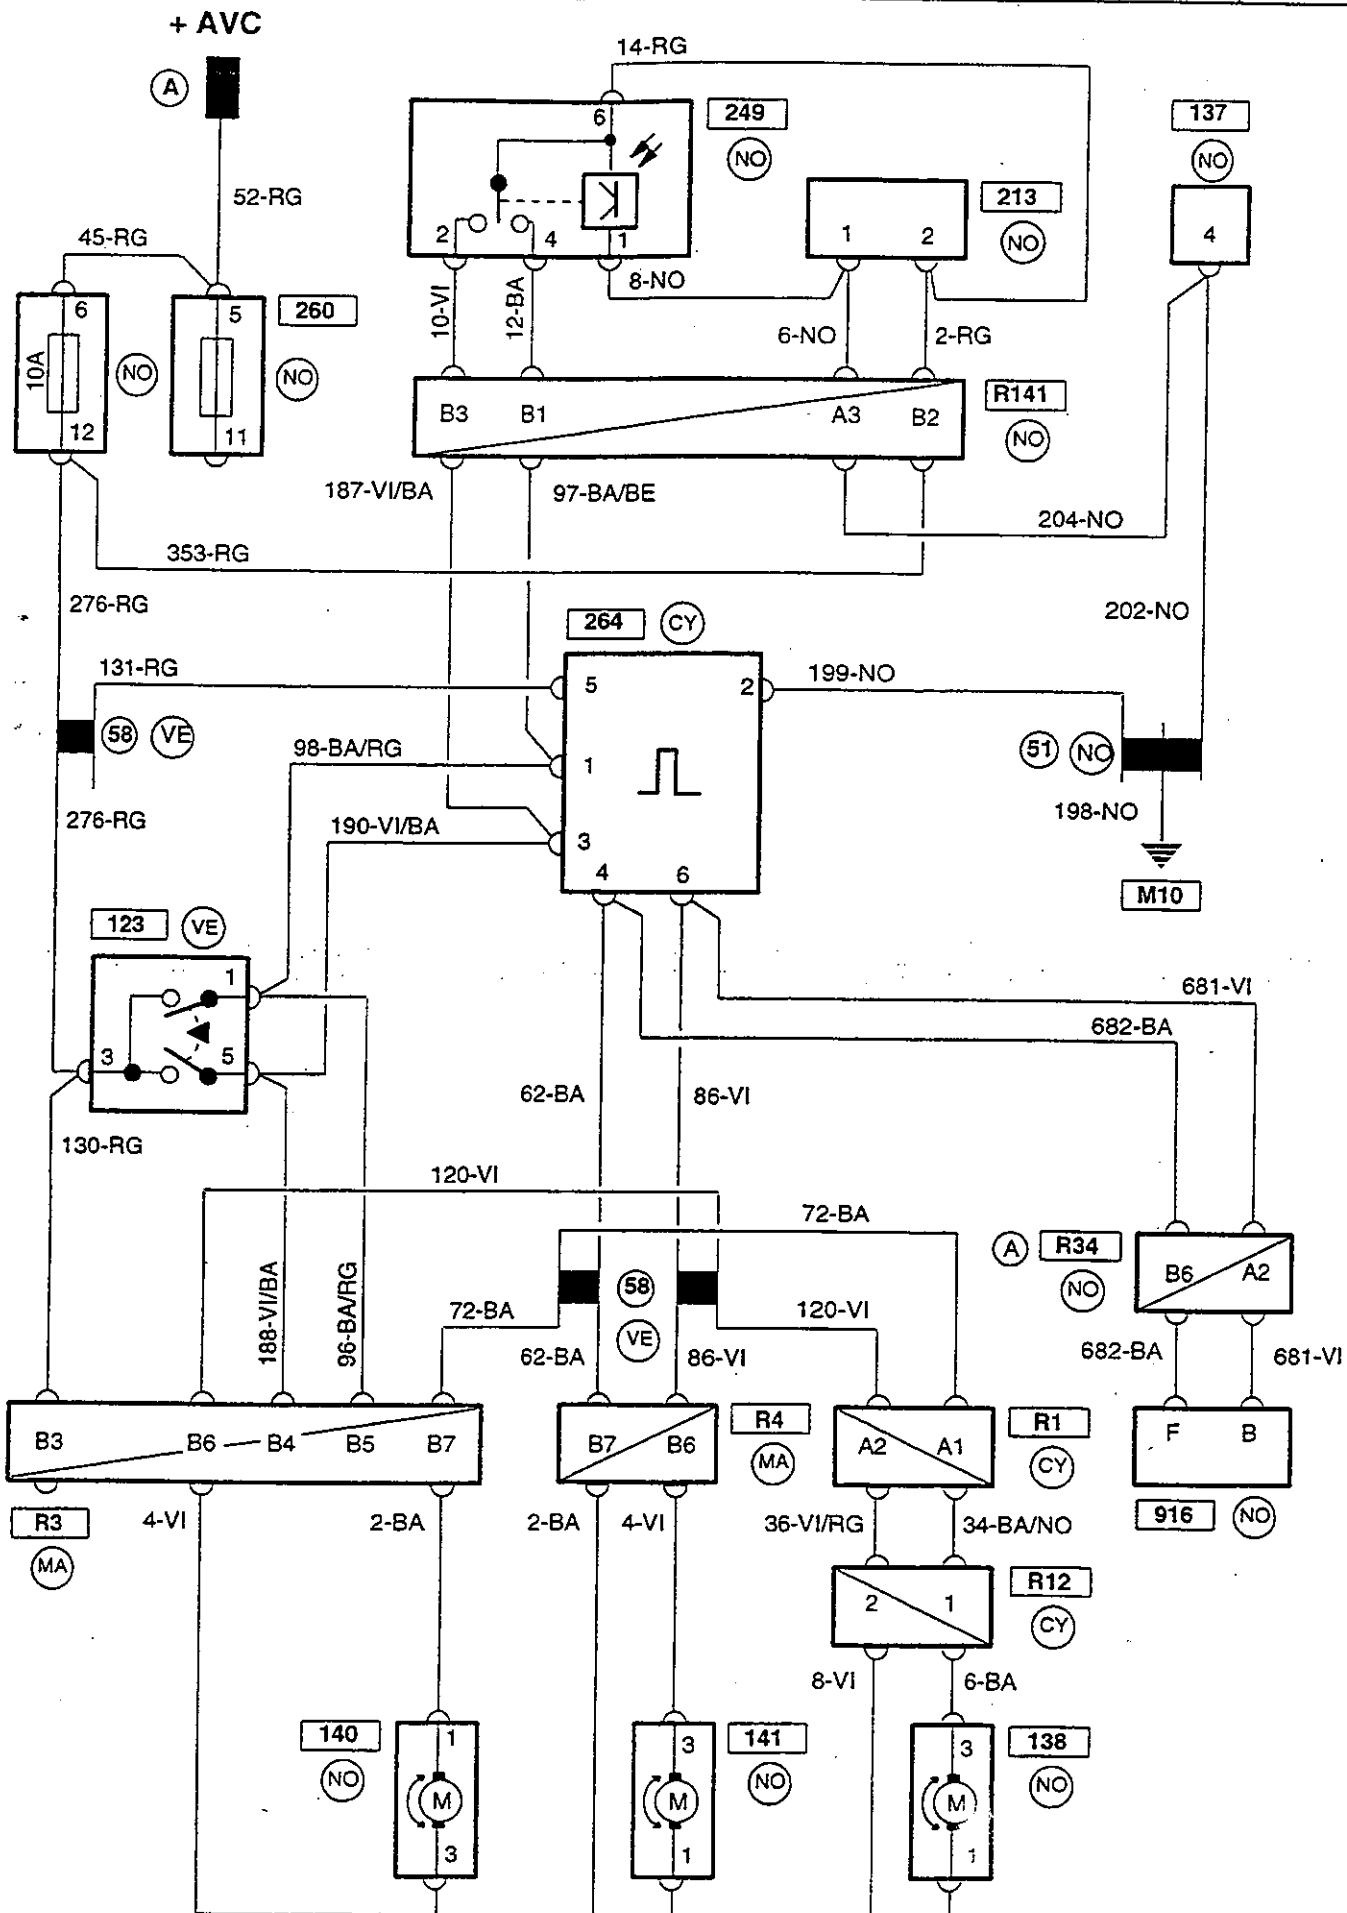 + AVC
14-RG
A
249
137
6
NO
NO
52-RG
213
45-RG
2
4
1
1
2
NO
4
8-NO
6
5
260
10-VI
12-BA
6-NO
2-RG
10A
NO
NO
R141
B3
B1
A3
B2
NO
12
11
187-VI/BA
97-BA/BE
204-NO
353-RG
276-RG
264
CY
202-NO
131-RG
5
2
199-NO
58
VE
98-BA/RG
1
51
NO
276-RG
190-VI/BA
3
198-NO
4
6
M10
123
VE
1
681-VI
682-BA
3
5
62-BA
86-VI
130-RG
120-VI
72-BA
A
R34
B6
A2
NO
188-VI/BA
96-BA/RG
72-BA
58
120-VI
VE
62-BA
86-VI
682-BA
681-VI
B3
B6
B4
B5
B7
B7
B6
R4
MA
A2
A1
R1
CY
F
B
R3
4-VI
2-BA
2-BA
4-VI
36-VI/RG
34-BA/NO
916
NO
MA
2
1
R12
CY
8-VI
6-BA
140
1
3
141
3
138
NO
M
M
NO
M
NO
3
1
1